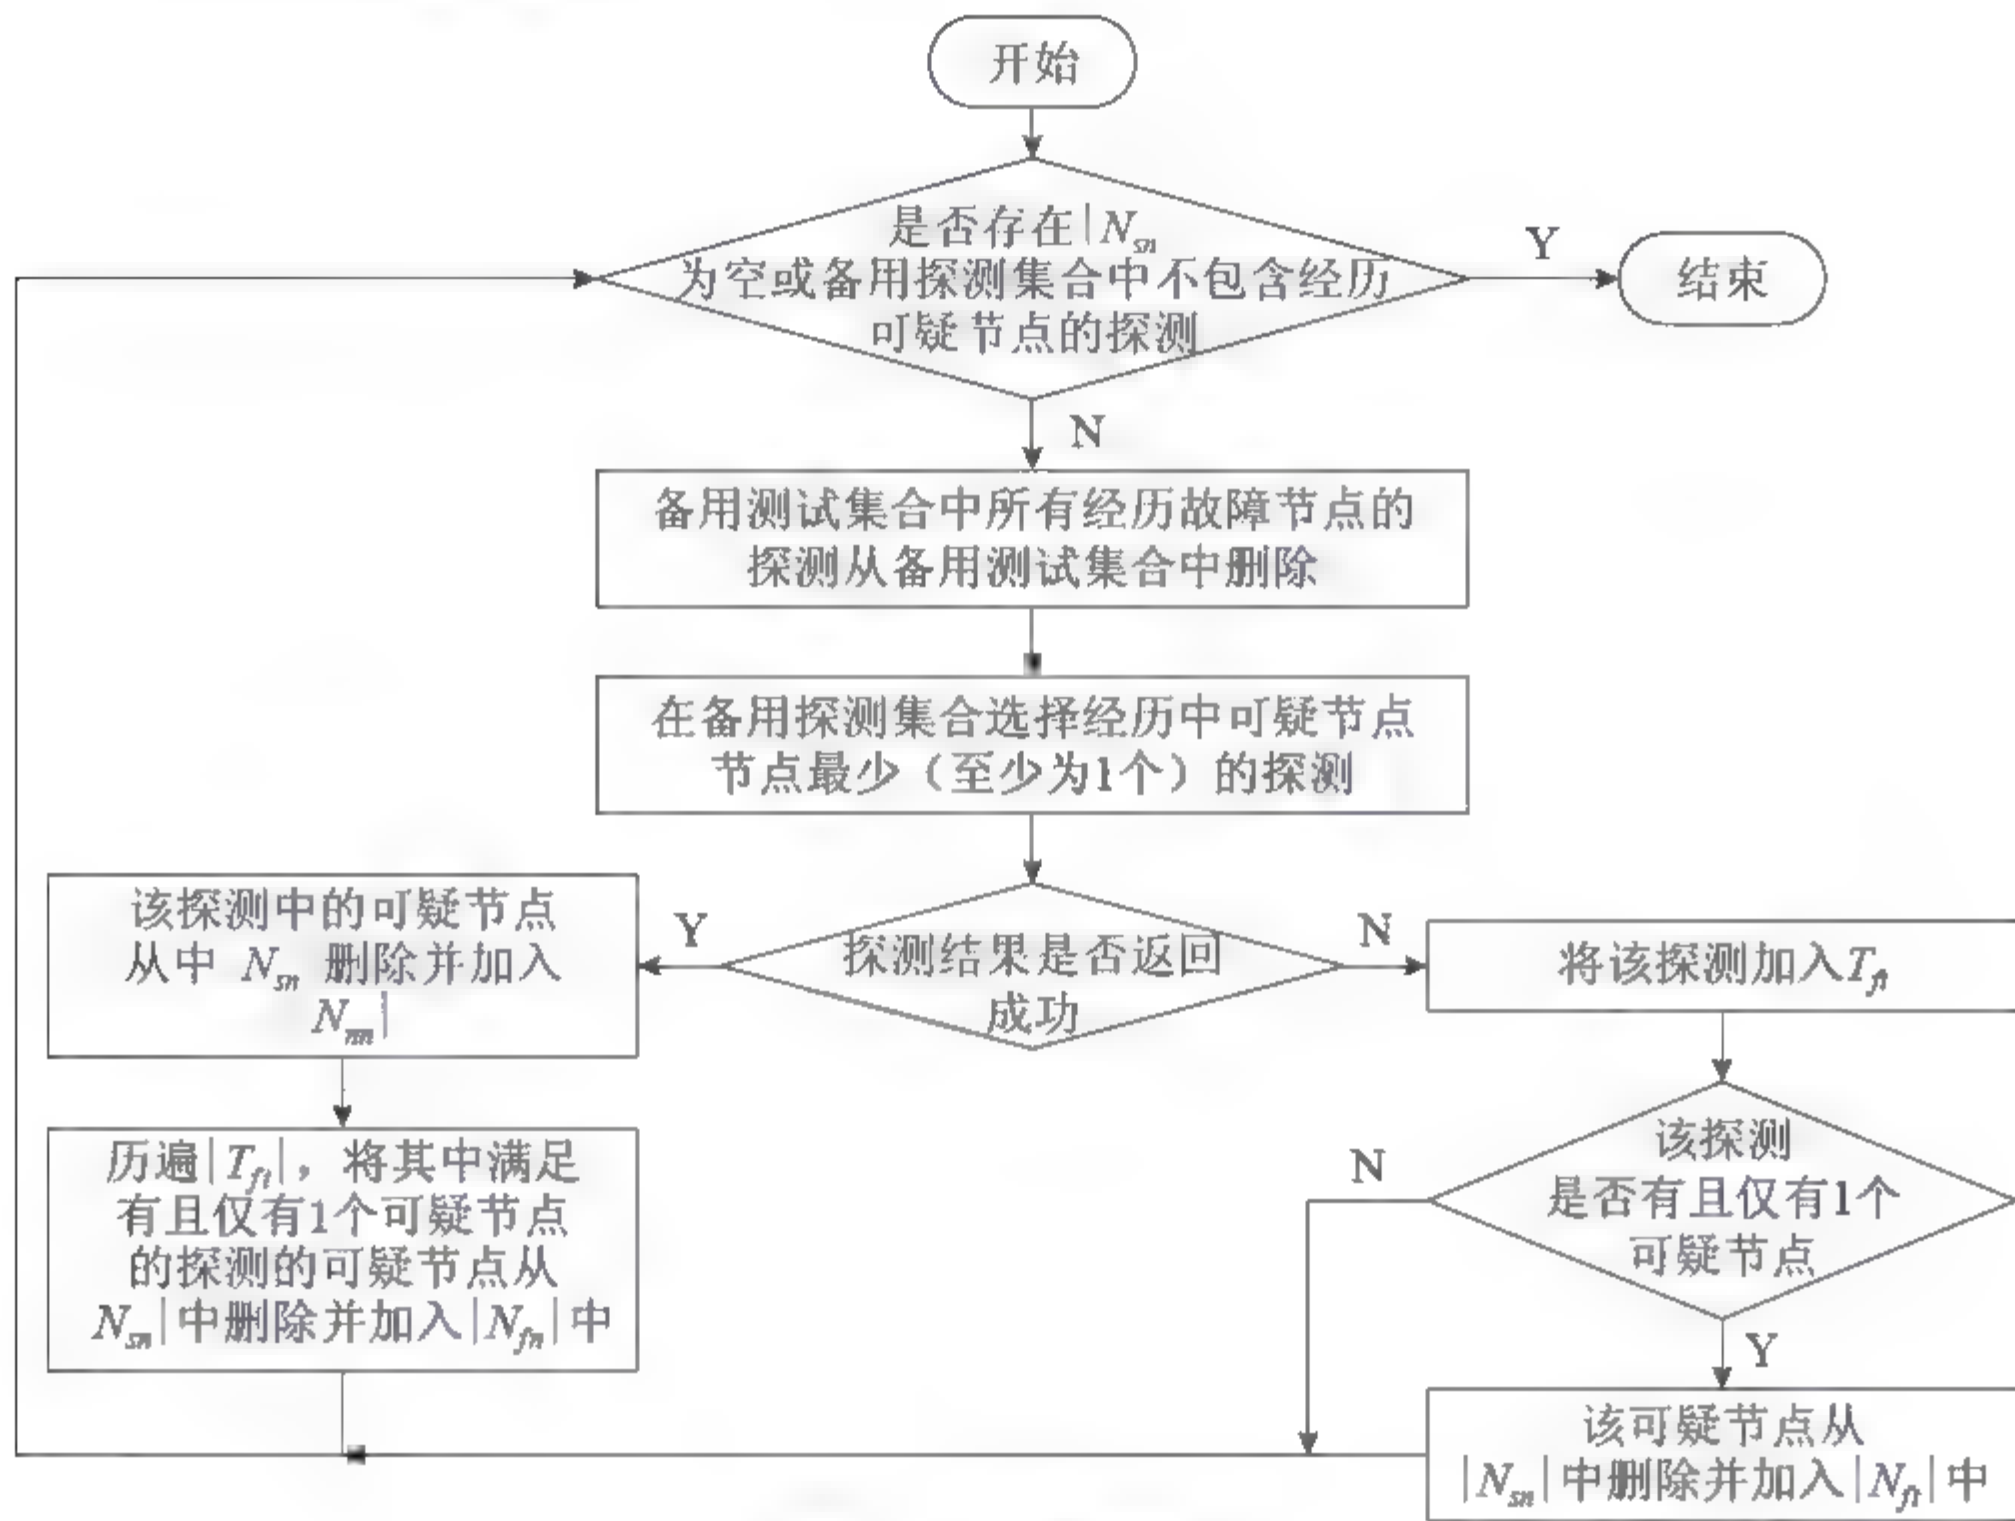 开始
是否存在|N_sn
为空或备用探测集合中不包含经历
可疑节点的探测
Y
结束
N
备用测试集合中所有经历故障节点的
探测从备用测试集合中删除
在备用探测集合选择经历中可疑节点
节点最少（至少为1个）的探测
该探测中的可疑节点
从中 N_sn 删除并加入
N_nn|
Y
探测结果是否返回
成功
N
将该探测加入T_ft
历遍|T_ft|，将其中满足
有且仅有1个可疑节点
的探测的可疑节点从
N_sn|中删除并加入|N_fn|中
N
该探测
是否有且仅有1个
可疑节点
Y
该可疑节点从
|N_sn|中删除并加入|N_ft|中